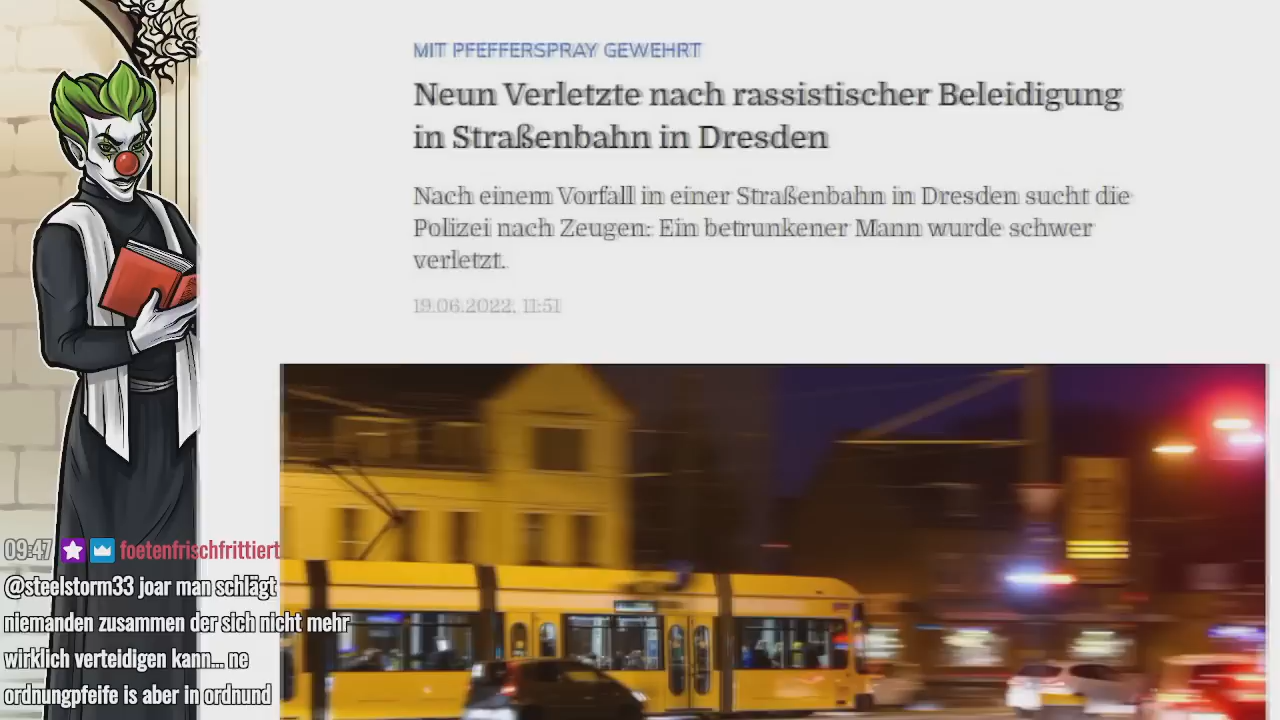 MIT PFEFFERSPRAY GEWEHRT
Neun Verletzte nach rassistischer Beleidigung
in Straßenbahn in Dresden
Nach einem Vorfall in einer Straßenbahn in Dresden sucht die
Polizei nach Zeugen: Ein betrunkener Mann wurde schwer
verletzt.
19.06.2022, 11:51
09:47 foetenfrischfrittiert
@steelstorm33 joar man schlägt
niemanden zusammen der sich nicht mehr
wirklich verteidigen kann... ne
ordnungpfeife is aber in ordnund